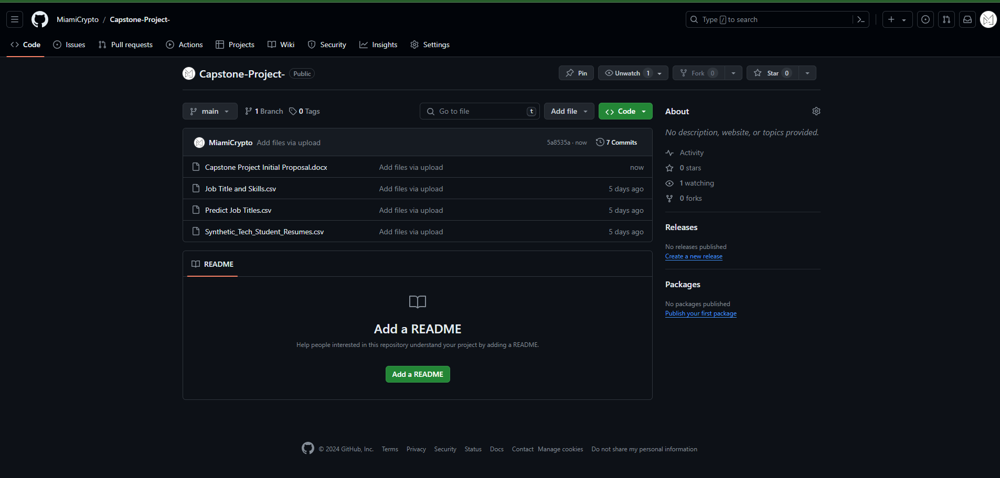 MiamiCrypto / Capstone-Project-
Type / to search
Code Issues Pull requests Actions Projects Wiki Security Insights Settings
Capstone-Project- Public
Pin Unwatch 1 Fork 0 Star 0
main 1 Branch 0 Tags Go to file t Add file Code
MiamiCrypto Add files via upload 5a8535a · now 7 Commits
Capstone Project Initial Proposal.docx Add files via upload now
Job Title and Skills.csv Add files via upload 5 days ago
Predict Job Titles.csv Add files via upload 5 days ago
Synthetic_Tech_Student_Resumes.csv Add files via upload 5 days ago
README
Add a README
Help people interested in this repository understand your project by adding a README.
Add a README
About
No description, website, or topics provided.
Activity
0 stars
1 watching
0 forks
Releases
No releases published
Create a new release
Packages
No packages published
Publish your first package
© 2024 GitHub, Inc. Terms Privacy Security Status Docs Contact Manage cookies Do not share my personal information